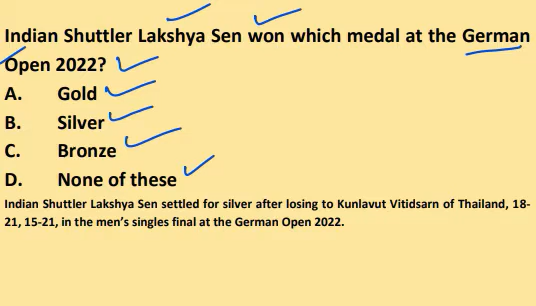 Indian Shuttler Lakshya Sen won which medal at the German
Open 2022?
A. Gold
B. Silver
C. Bronze
D. None of these
Indian Shuttler Lakshya Sen settled for silver after losing to Kunlavut Vitidsarn of Thailand, 18-
21, 15-21, in the men’s singles final at the German Open 2022.